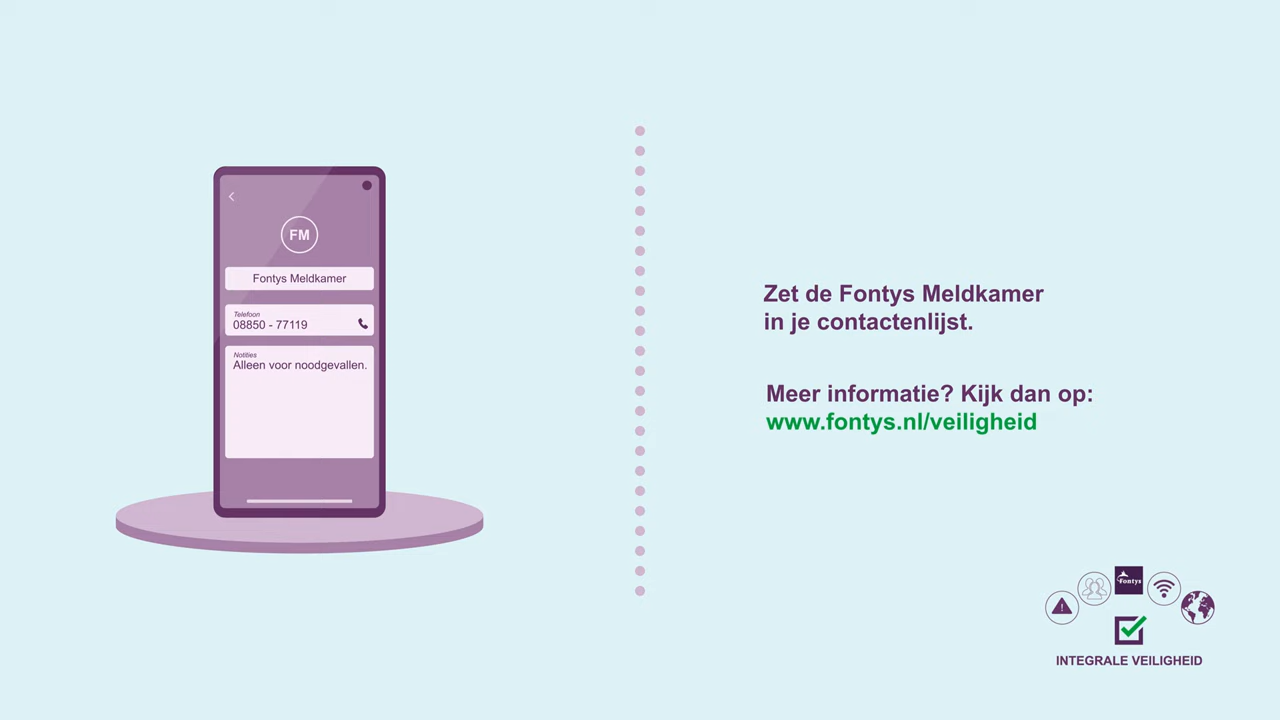 FM
Fontys Meldkamer
Telefoon
08850 - 77119
Notities
Alleen voor noodgevallen.
Zet de Fontys Meldkamer
in je contactenlijst.
Meer informatie? Kijk dan op:
www.fontys.nl/veiligheid
Fontys
INTEGRALE VEILIGHEID